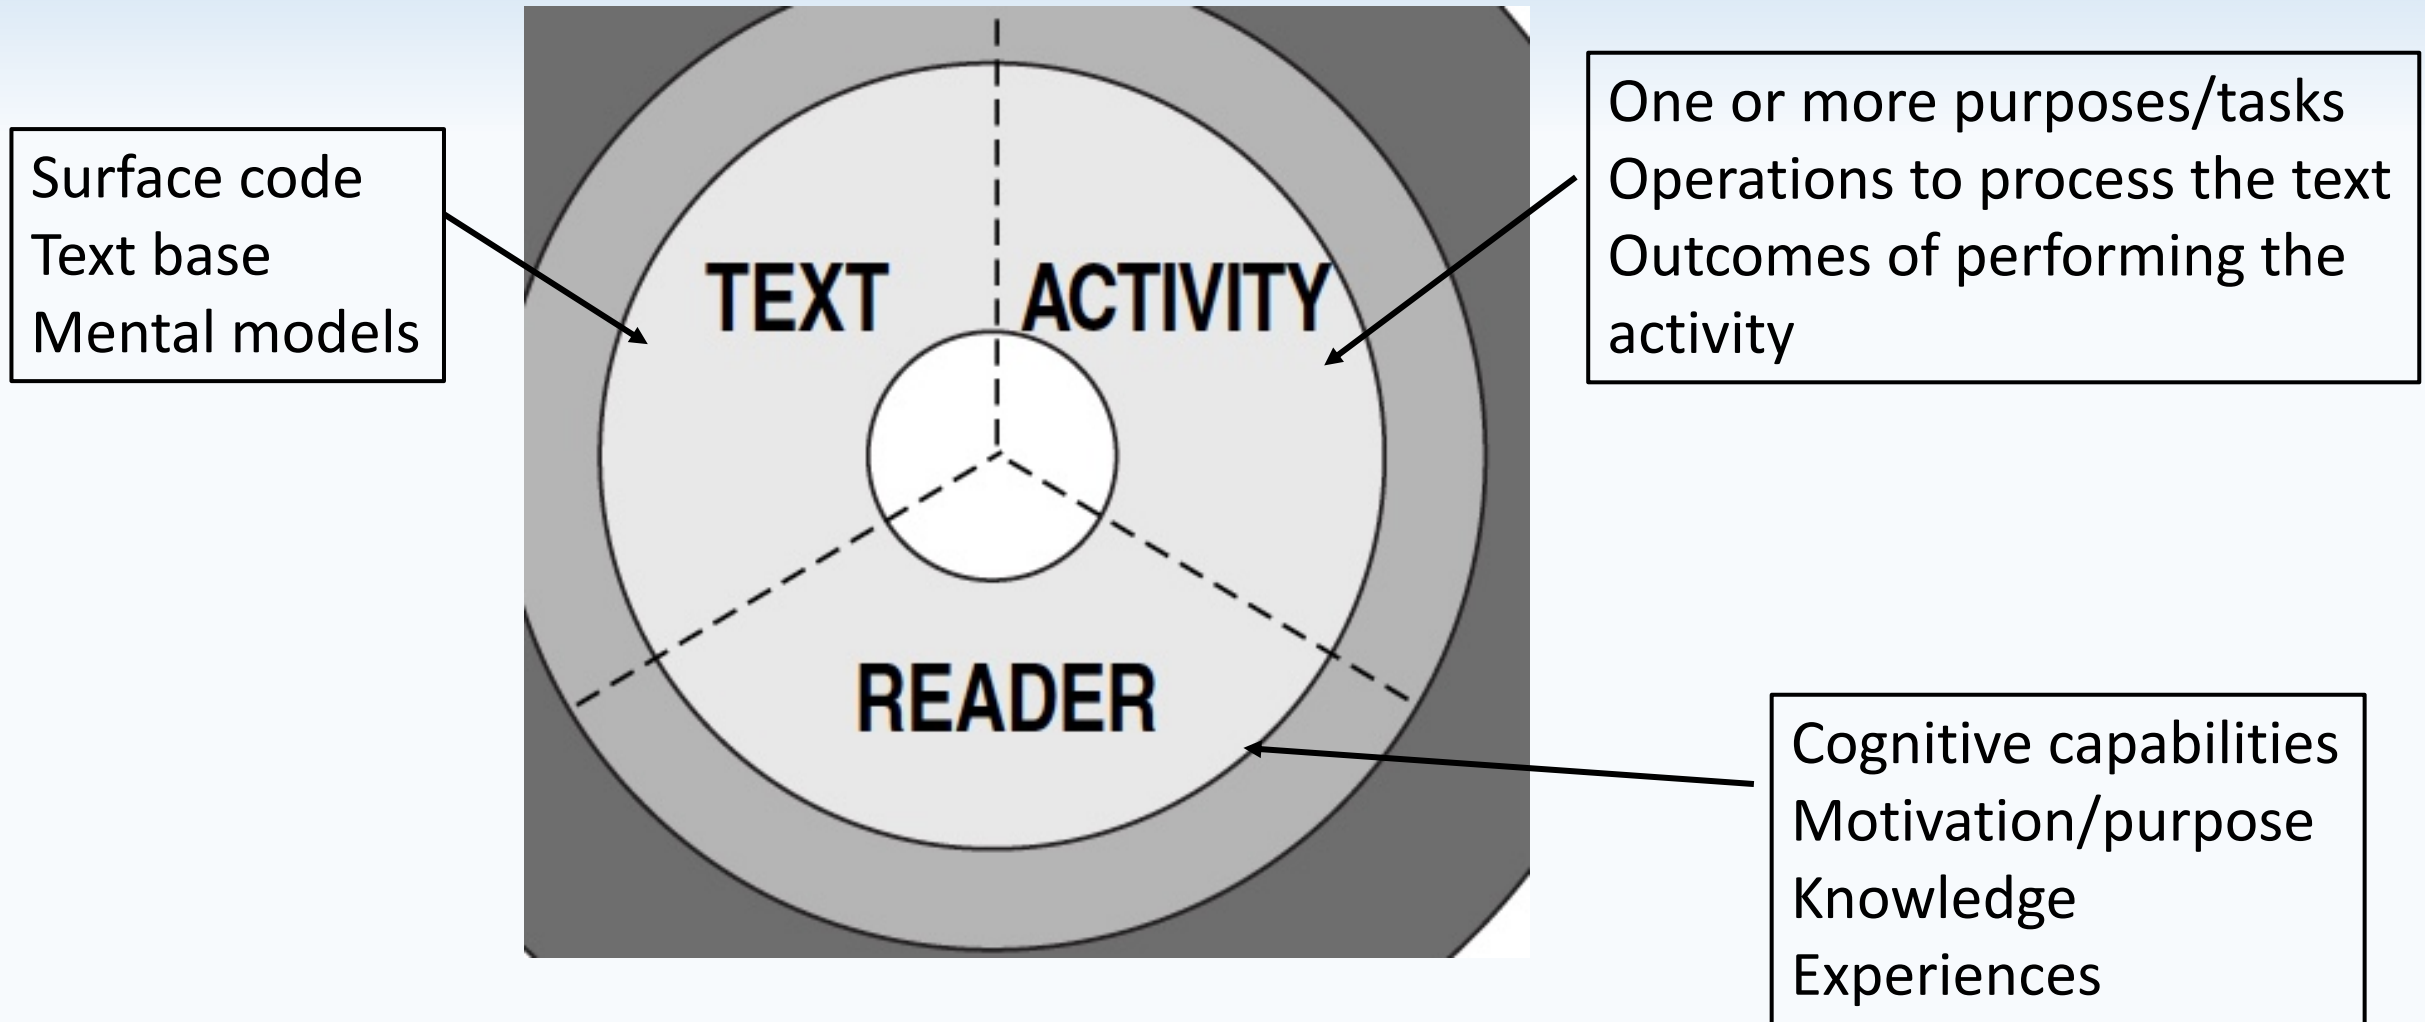 Surface code
Text base
Mental models
TEXT
ACTIVITY
READER
One or more purposes/tasks
Operations to process the text
Outcomes of performing the
activity
Cognitive capabilities
Motivation/purpose
Knowledge
Experiences